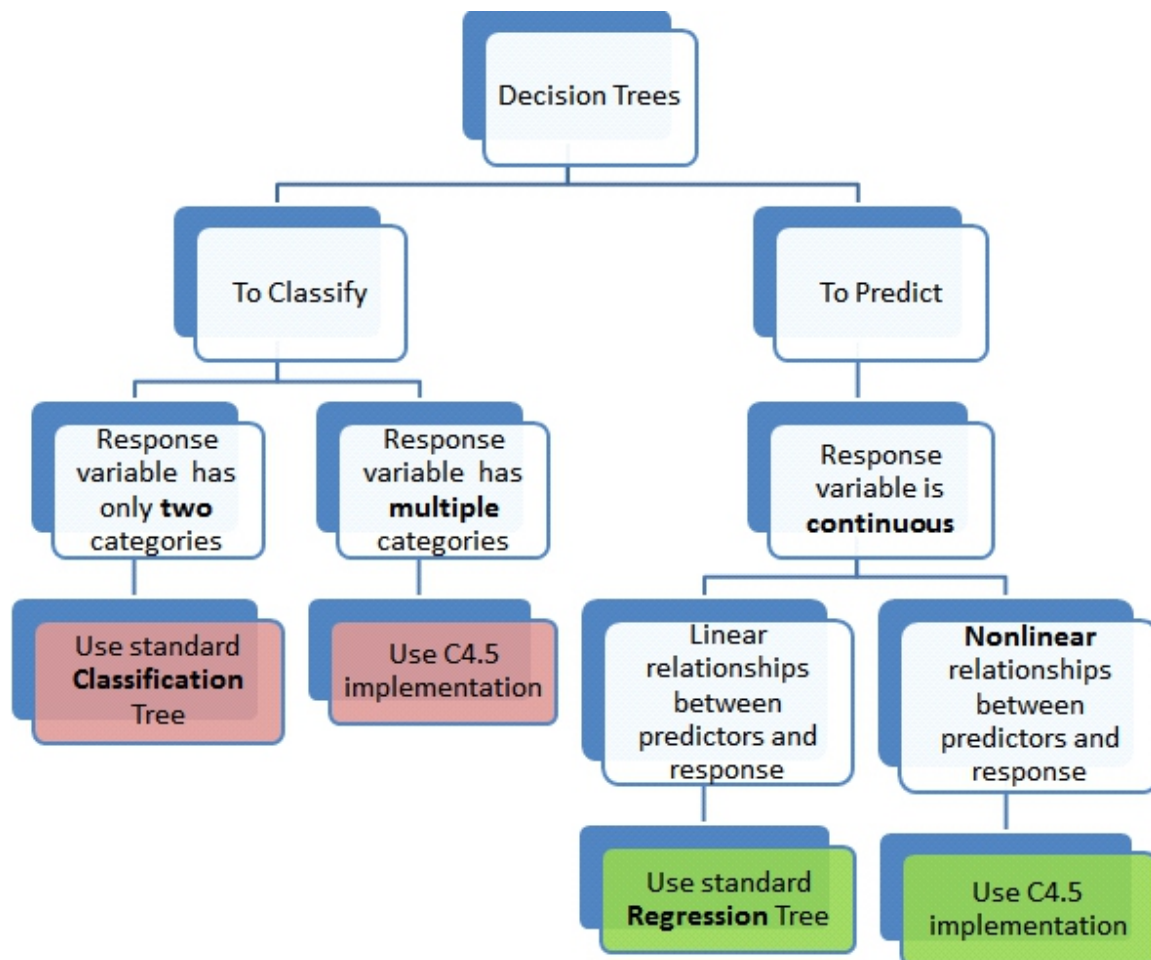 Decision Trees
To Classify
To Predict
Response
variable has
only two
categories
Response
variable has
multiple
categories
Response
variable is
continuous
Use standard
Classification
Tree
Use C4.5
implementation
Linear
relationships
between
predictors and
response
Nonlinear
relationships
between
predictors and
response
Use standard
Regression Tree
Use C4.5
implementation